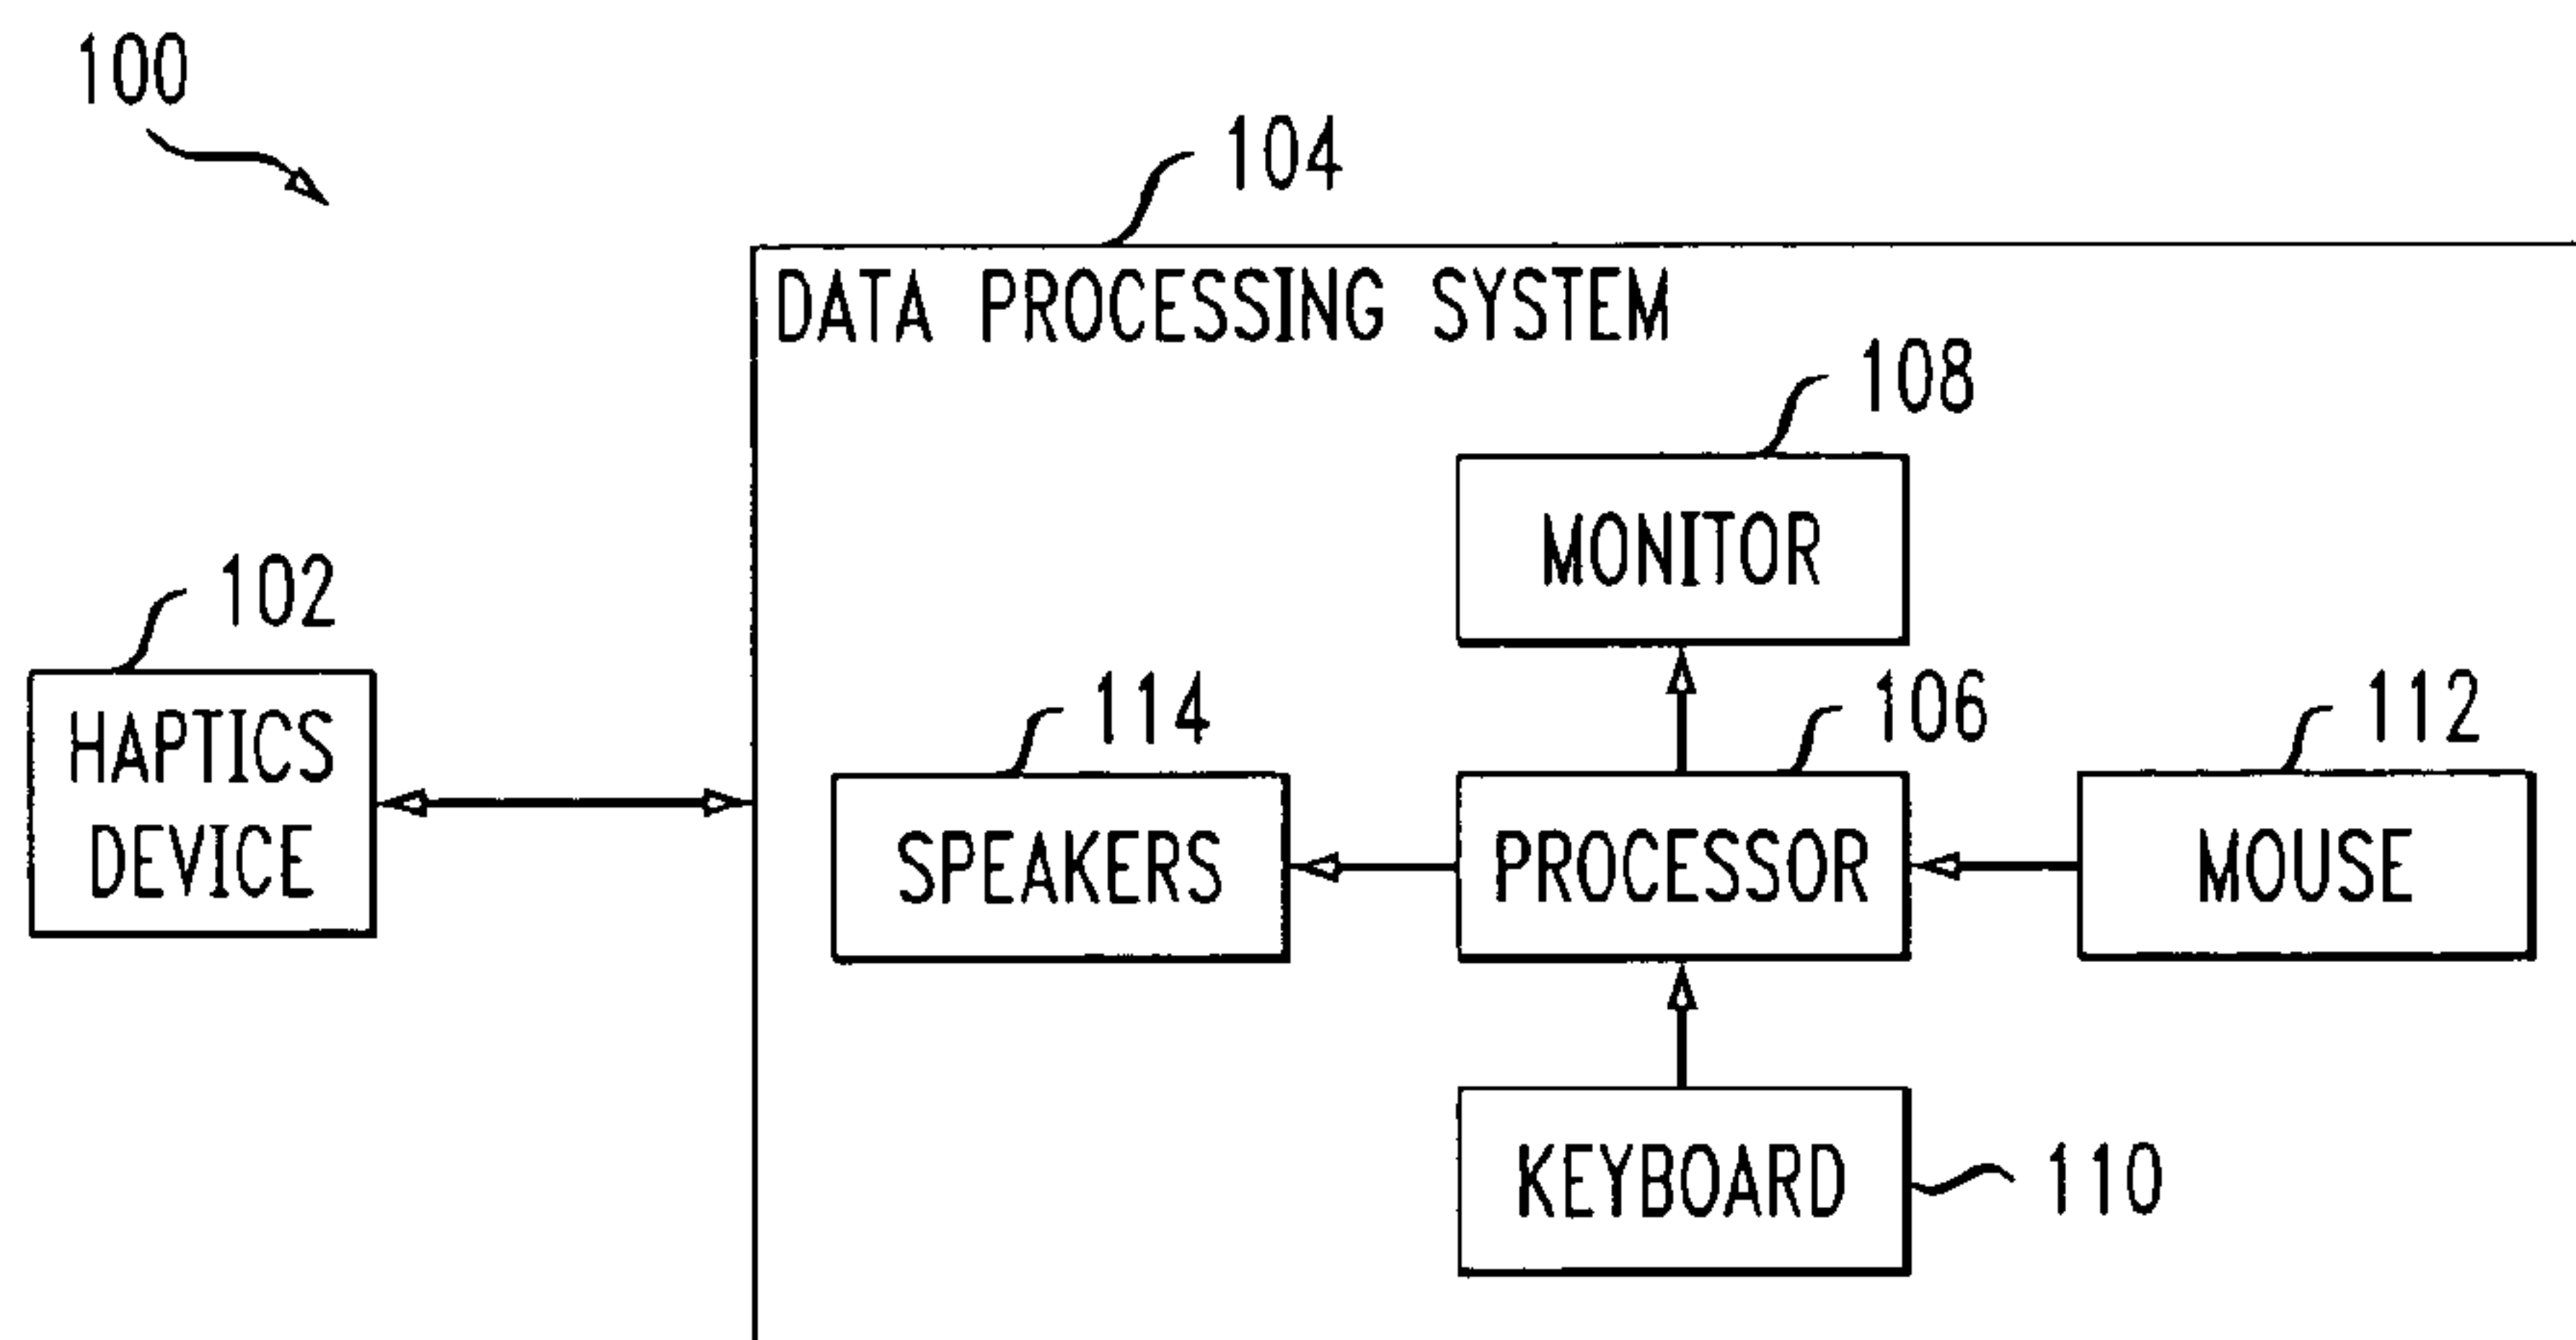 100
104
DATA PROCESSING SYSTEM
108
MONITOR
102
HAPTICS
DEVICE
114
106
112
SPEAKERS
PROCESSOR
MOUSE
KEYBOARD
110